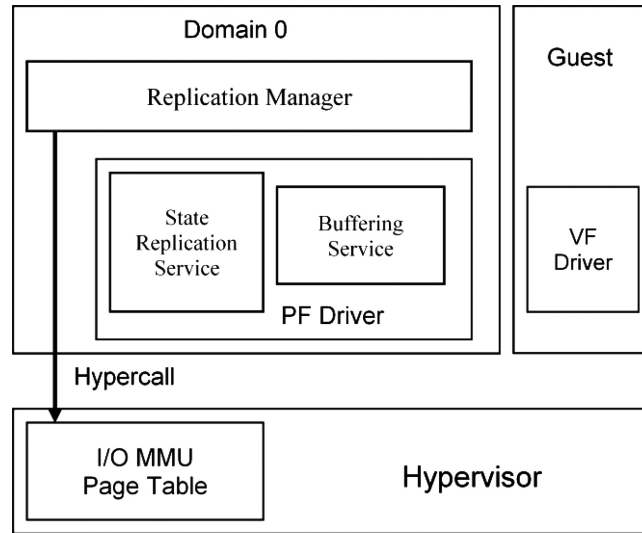 Domain 0
Guest
Replication Manager
State
Replication
Service
Buffering
Service
VF
Driver
PF Driver
Hypercall
I/O MMU
Page Table
Hypervisor